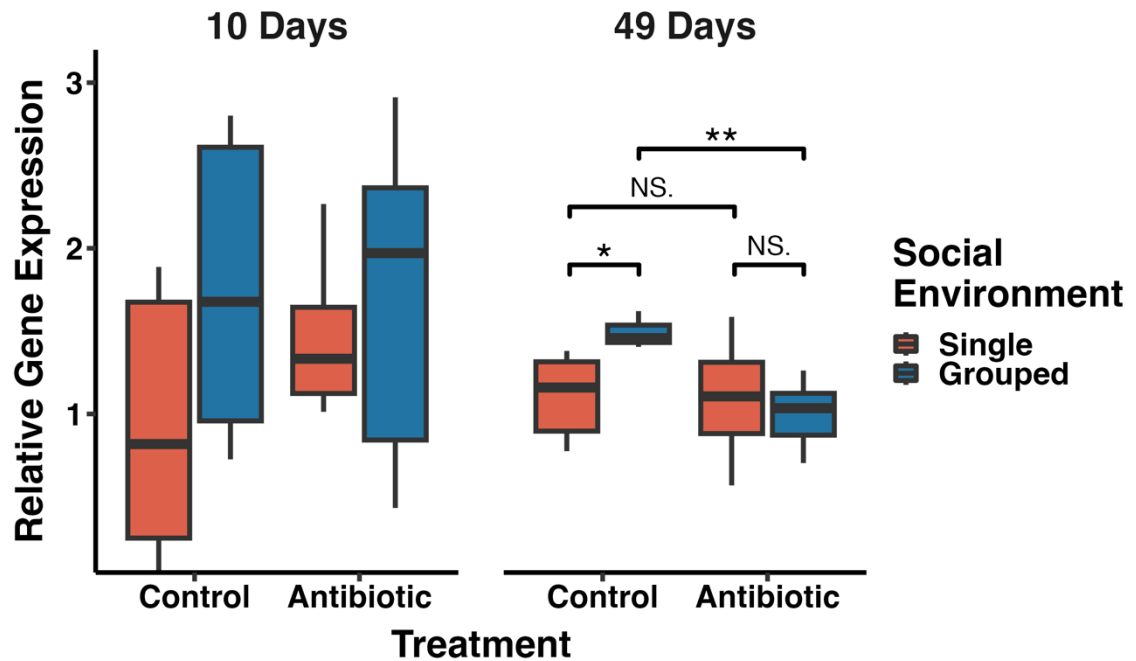 10 Days
49 Days
Relative Gene Expression
3
2
1
**
NS.
*
NS.
Social
Environment
Single
Grouped
Control
Antibiotic
Control
Antibiotic
Treatment